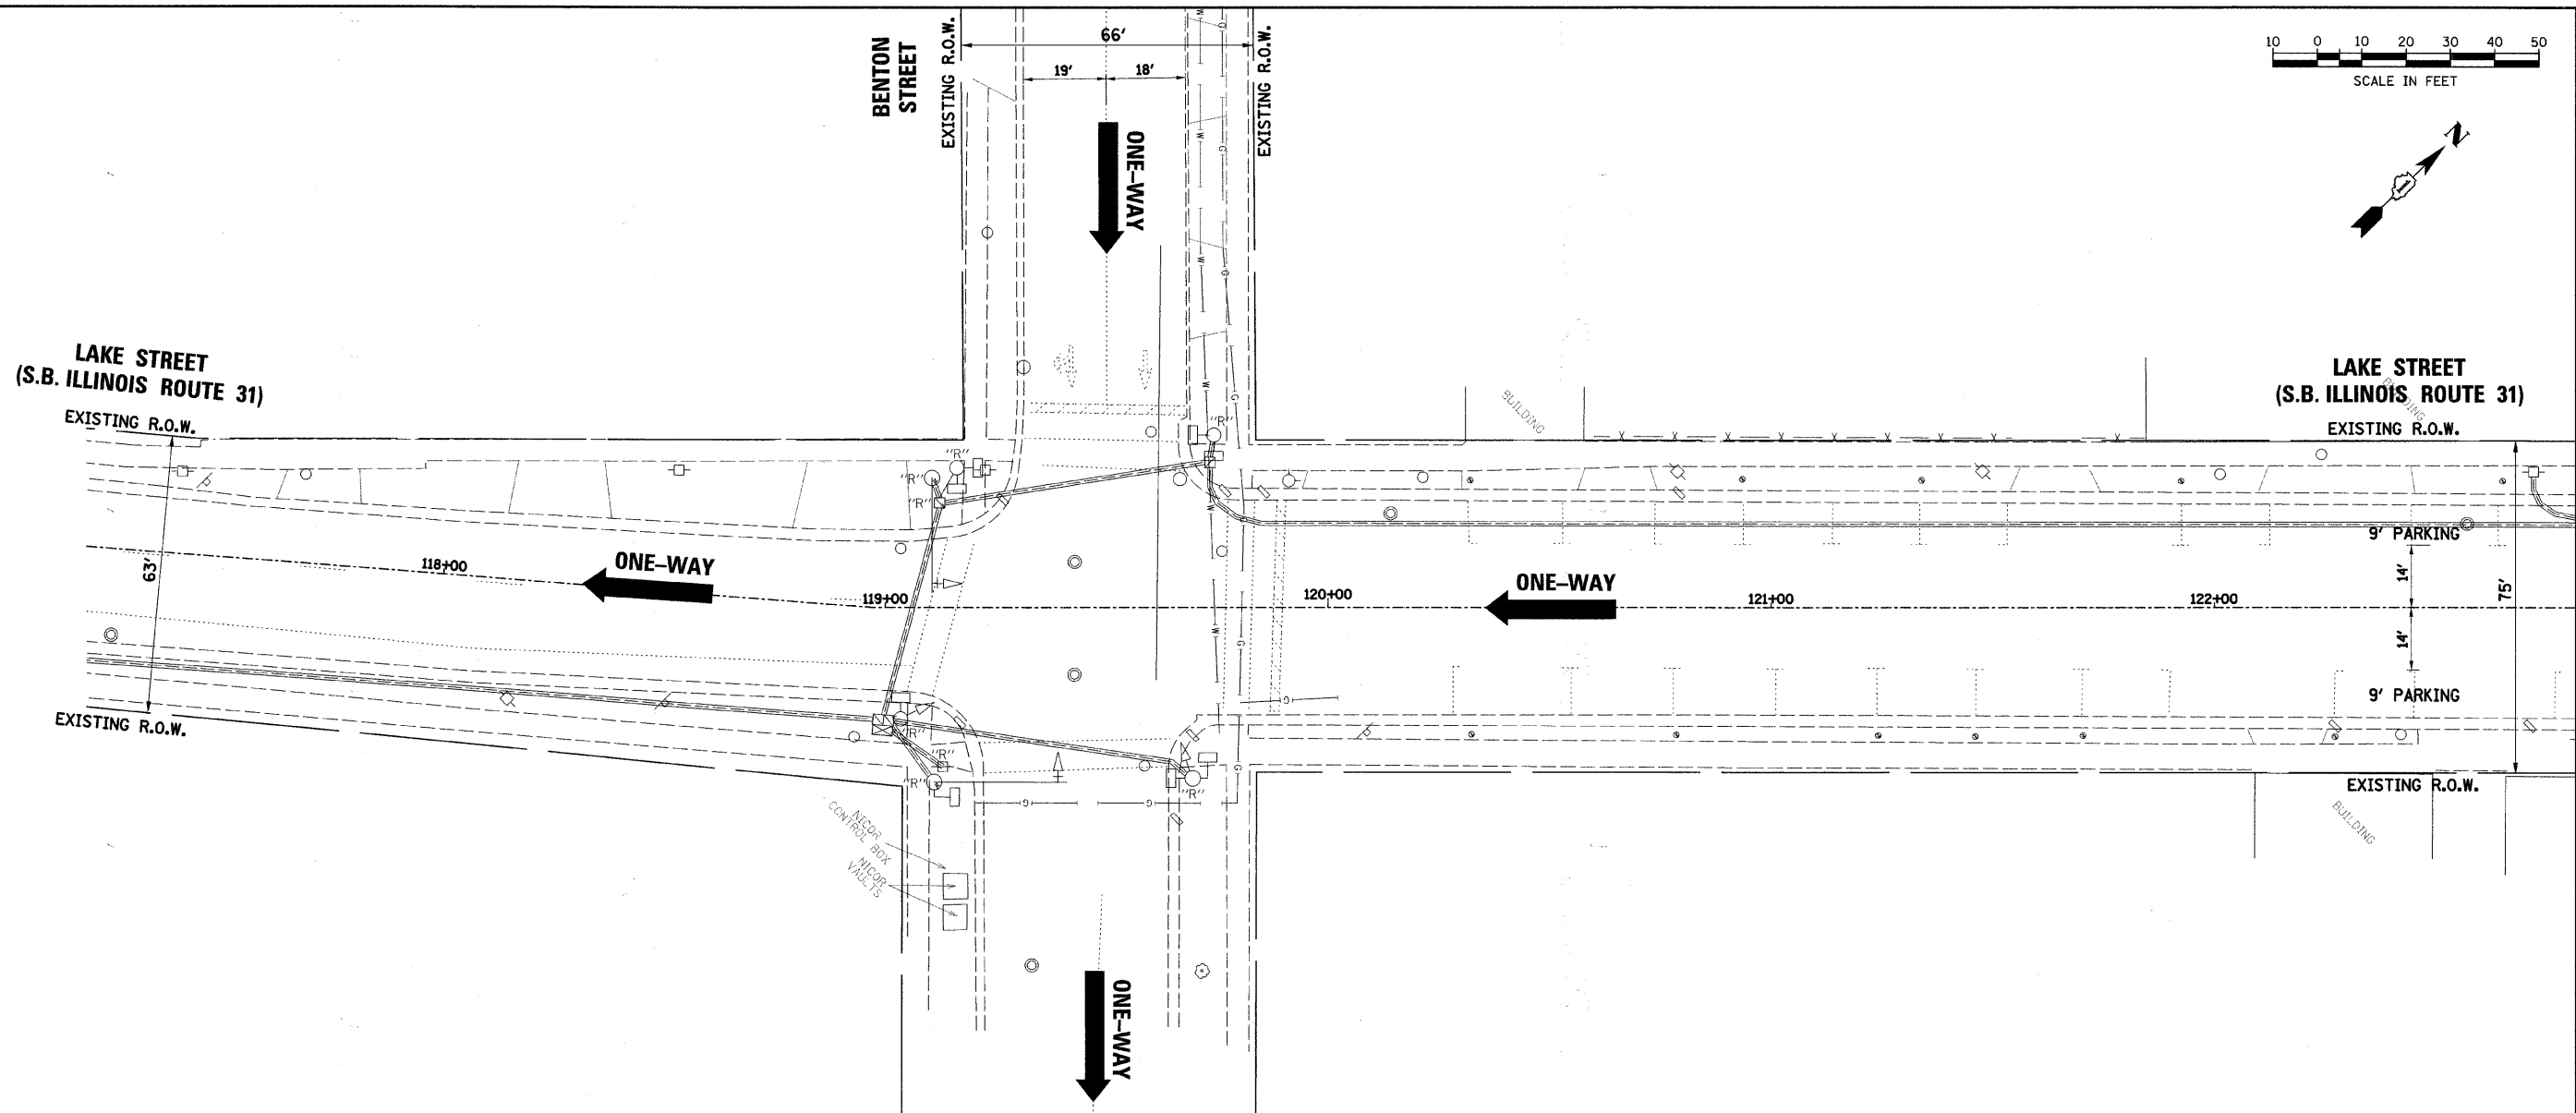 BENTON
STREET
EXISTING R.O.W.
66'
19'
18'
EXISTING R.O.W.
ONE-WAY
10 0 10 20 30 40 50
SCALE IN FEET
N
1
LAKE STREET
(S.B. ILLINOIS ROUTE 31)
EXISTING R.O.W.
LAKE STREET
(S.B. ILLINOIS ROUTE 31)
EXISTING R.O.W.
BUILDING
BUILDING
"R"
"R"
"R"
"R"
W
W
W
W
W
W
G
G
G
G
G
63'
118+00
ONE-WAY
119+00
120+00
ONE-WAY
121+00
122+00
9' PARKING
14'
75'
14'
9' PARKING
EXISTING R.O.W.
"R"
"R"
"R"
"R"
G
G
G
G
G
EXISTING R.O.W.
NICOR
CONTROL BOX
NICOR
VAULTS
BUILDING
ONE-WAY